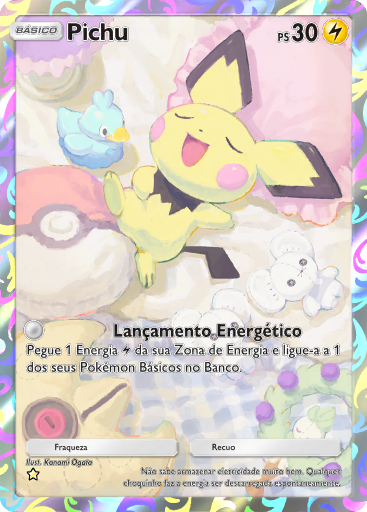 BÁSICO Pichu PS 30
Lançamento Energético
Pegue 1 Energia da sua Zona de Energia e ligue-a a 1
dos seus Pokémon Básicos no Banco.
Fraqueza Recuo
Ilust. Kanami Ogata
Não sabe armazenar eletricidade muito bem. Qualquer
choquinho faz a energia ser descarregada espontaneamente.